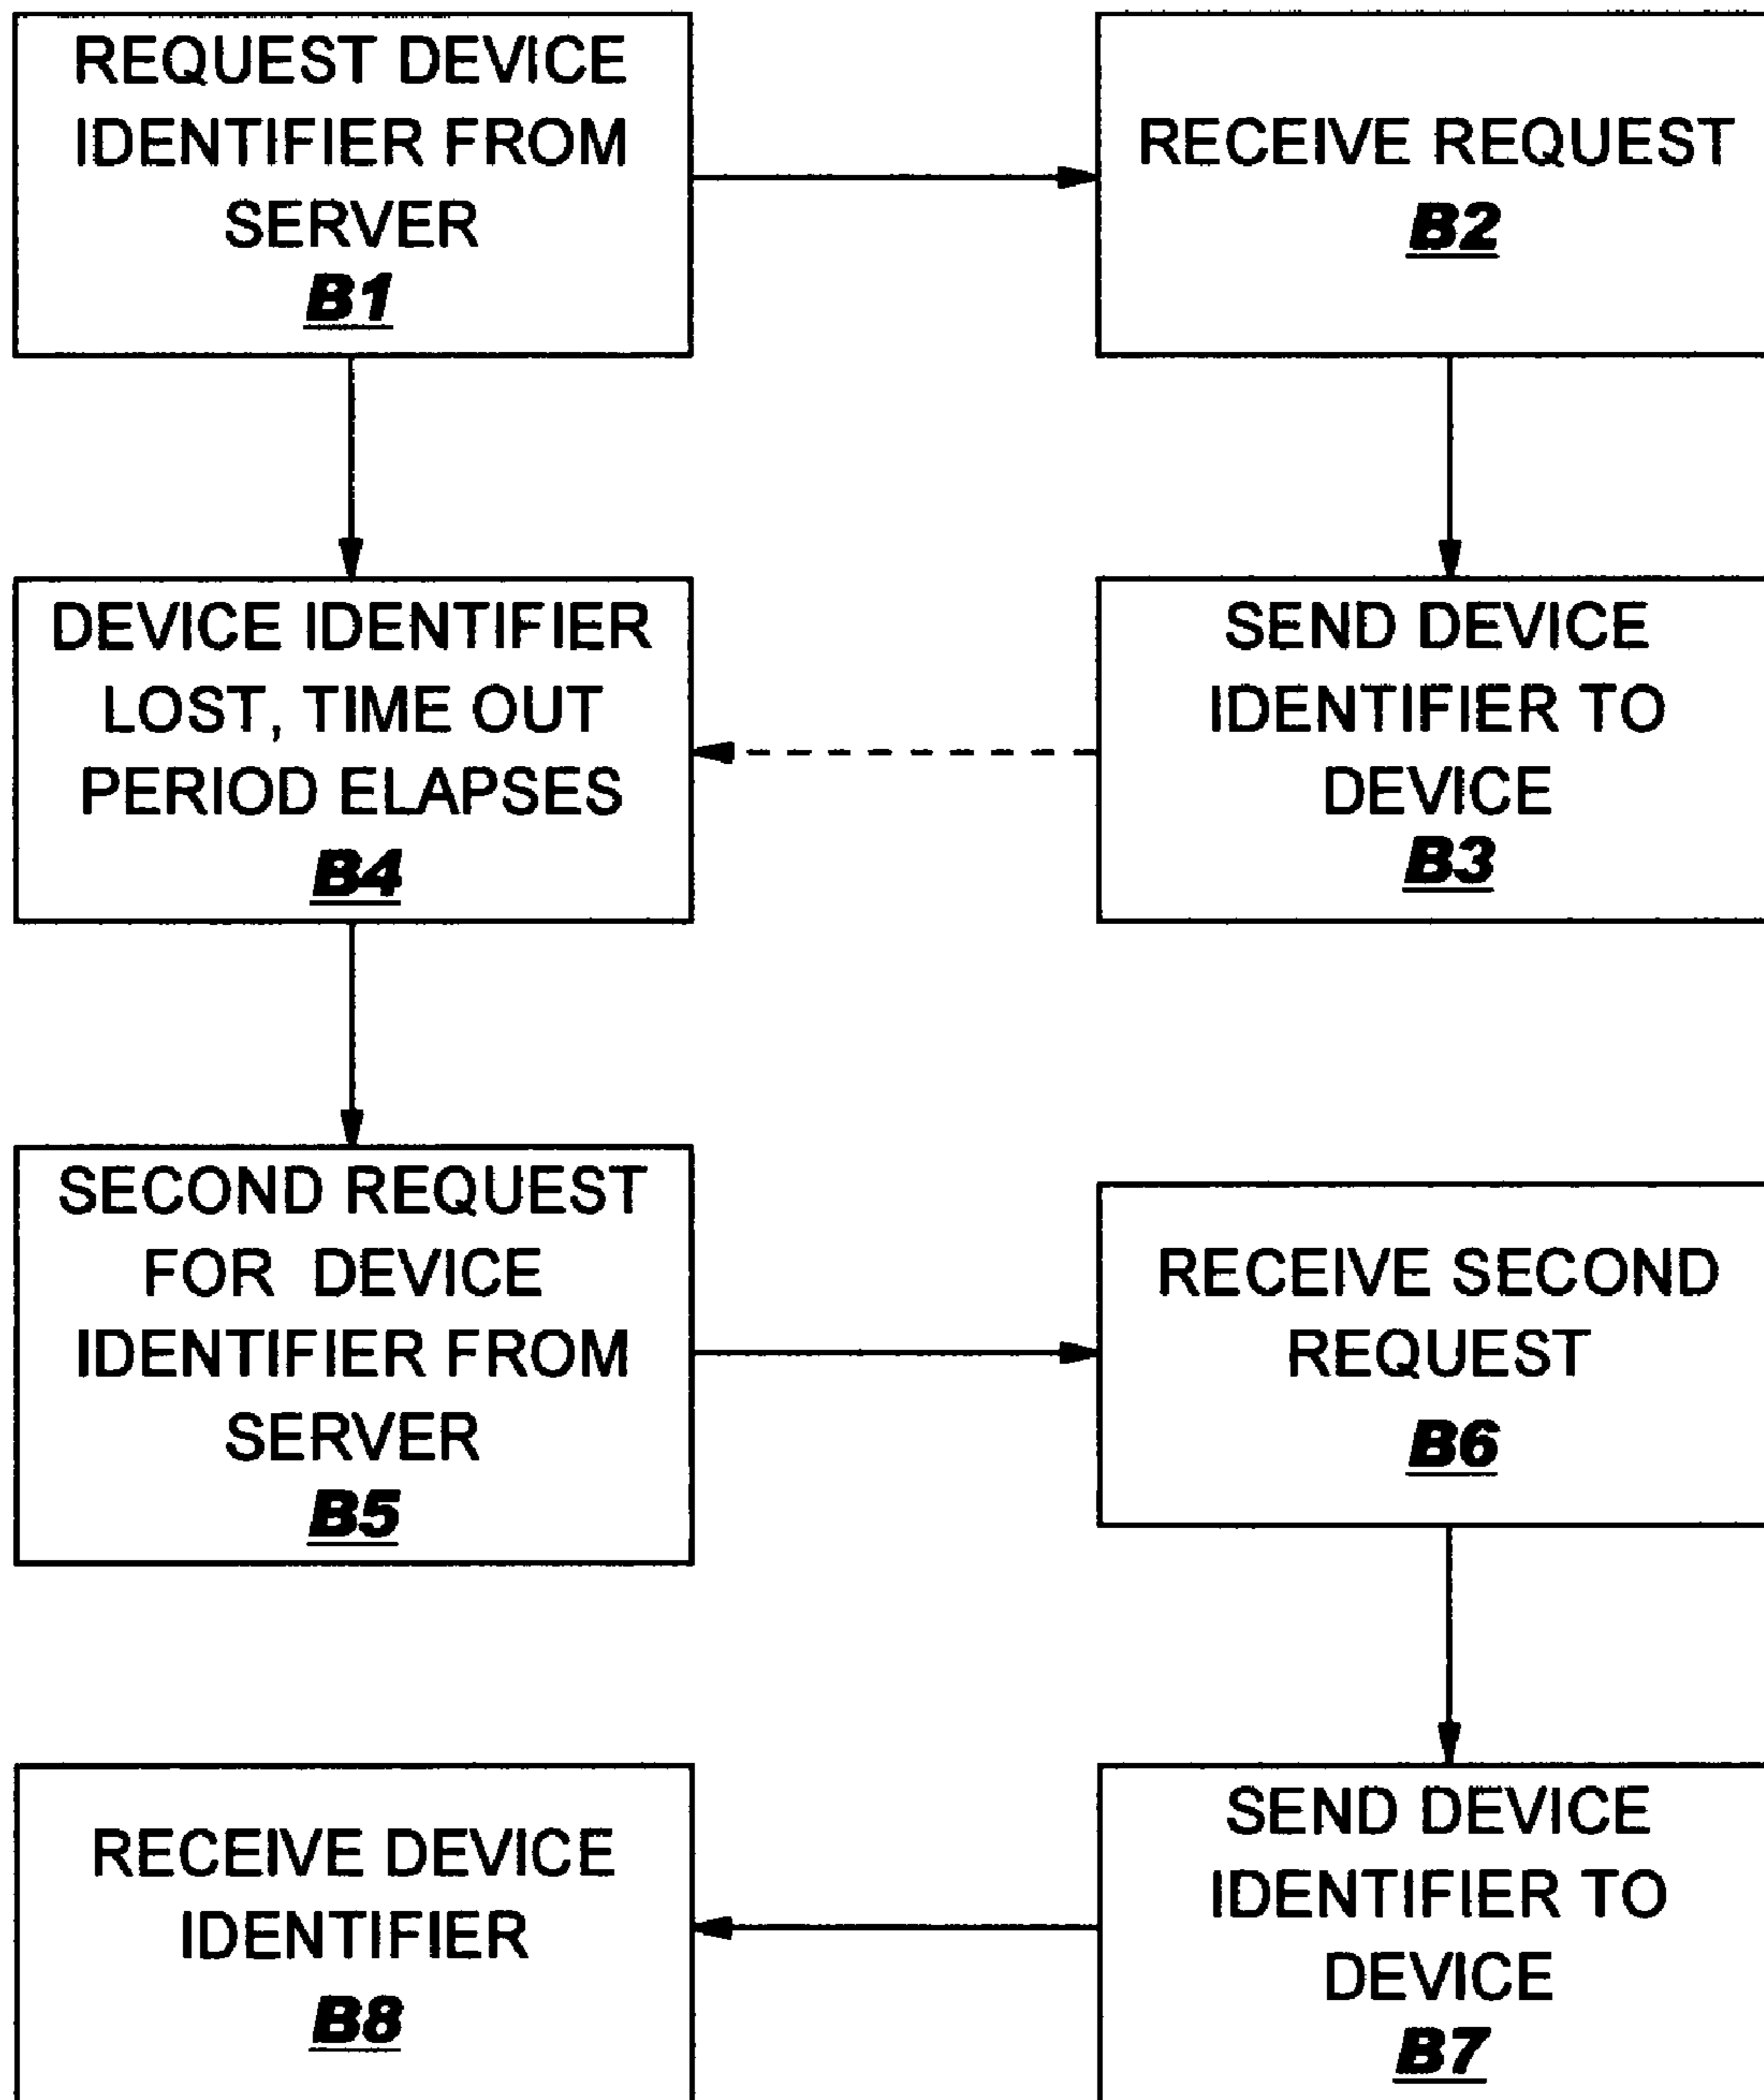 REQUEST DEVICE
IDENTIFIER FROM
SERVER
B1
RECEIVE REQUEST
B2
DEVICE IDENTIFIER
LOST, TIME OUT
PERIOD ELAPSES
B4
SEND DEVICE
IDENTIFIER TO
DEVICE
B3
SECOND REQUEST
FOR DEVICE
IDENTIFIER FROM
SERVER
B5
RECEIVE SECOND
REQUEST
B6
RECEIVE DEVICE
IDENTIFIER
B8
SEND DEVICE
IDENTIFIER TO
DEVICE
B7